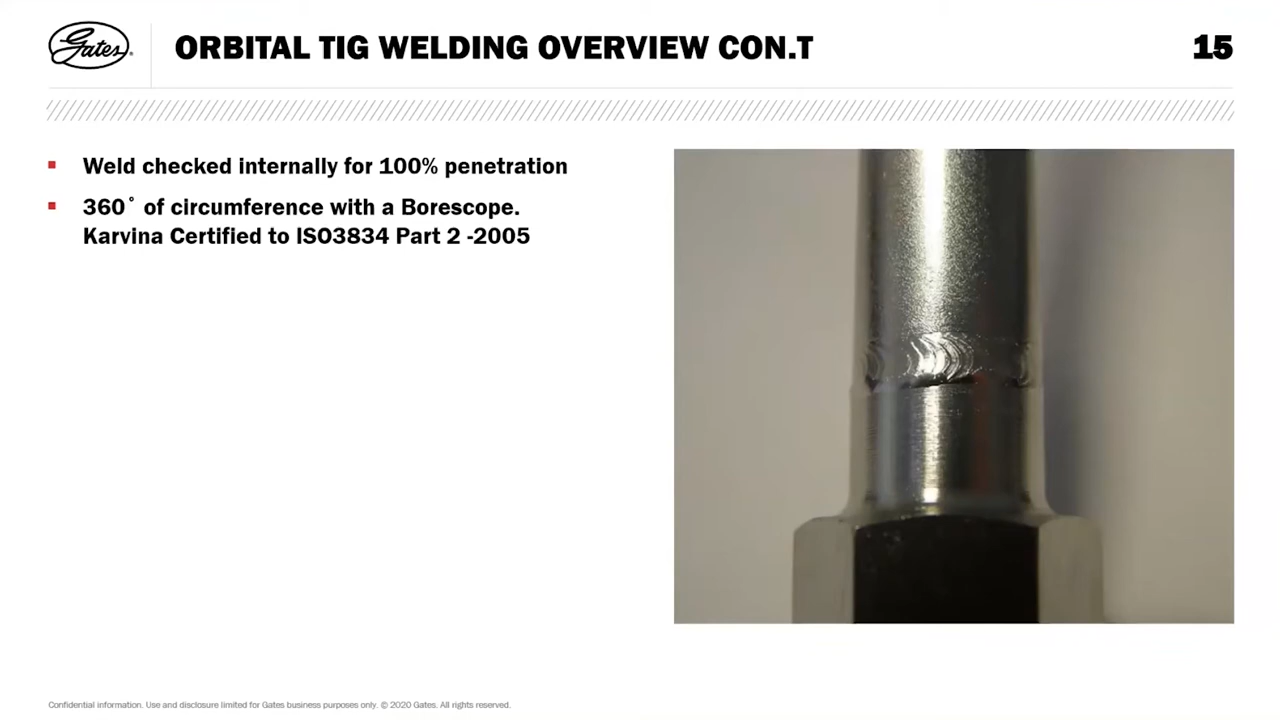 Gates
ORBITAL TIG WELDING OVERVIEW CON.T
15
Weld checked internally for 100% penetration
360˚ of circumference with a Borescope.
Karvina Certified to ISO3834 Part 2 -2005
Confidential information. Use and disclosure limited for Gates business purposes only. © 2020 Gates. All rights reserved.